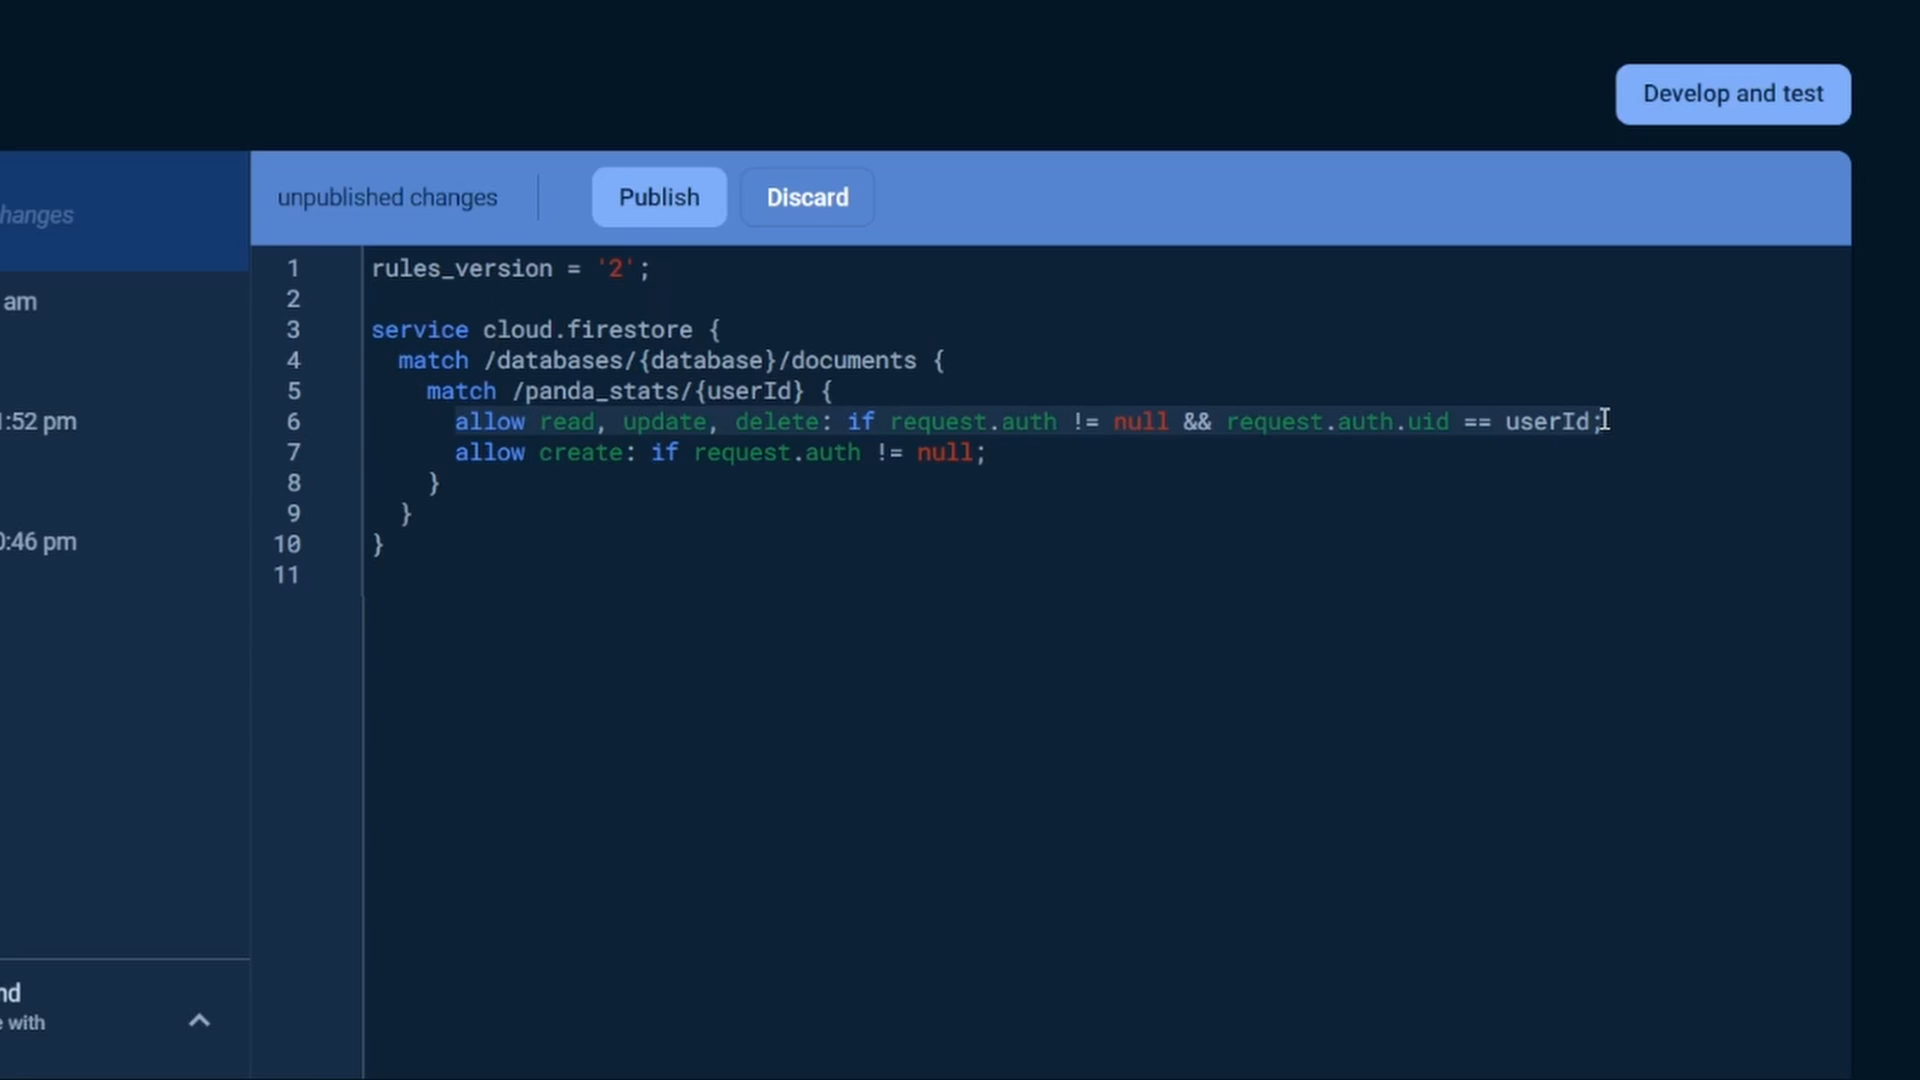 Develop and test
unpublished changes
Publish
Discard
hanges
am
1:52 pm
0:46 pm
nd
e with
1 rules_version = '2';
2
3 service cloud.firestore {
4 match /databases/{database}/documents {
5 match /panda_stats/{userId} {
6 allow read, update, delete: if request.auth != null && request.auth.uid == userId;
7 allow create: if request.auth != null;
8 }
9 }
10 }
11